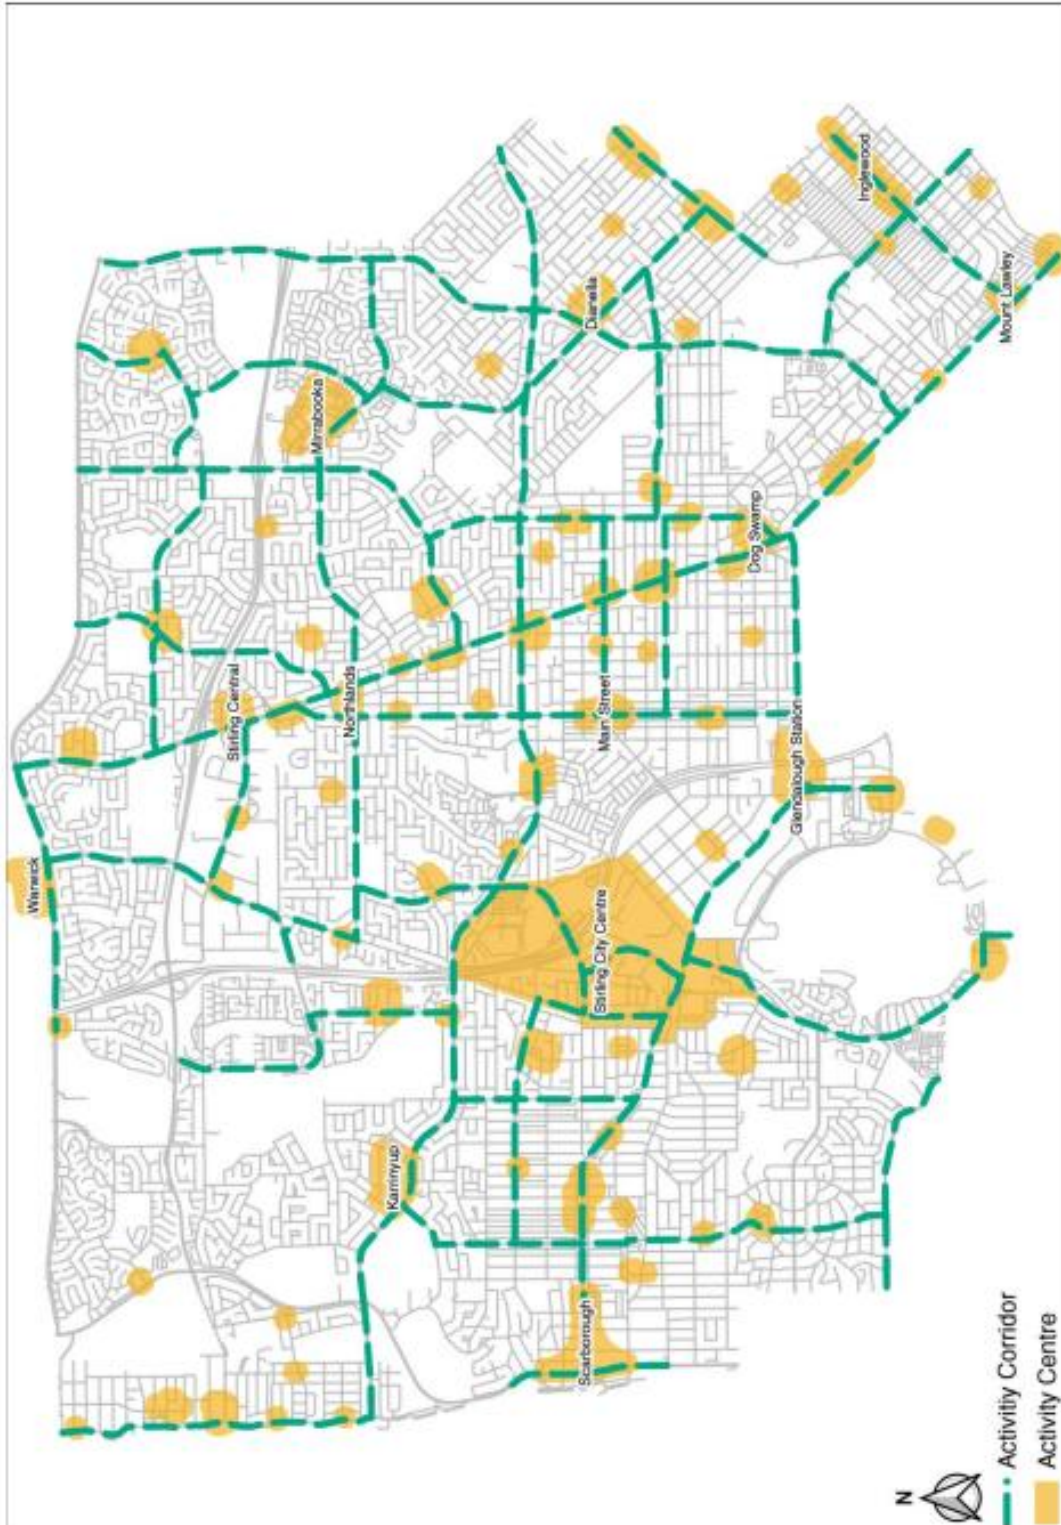 Warwick
Mirrabooka
Stirling Central
Northlands
Karrinyup
Dianella
Inglewood
Mount Lawley
Dog Swamp
Main Street
Glendalough Station
Stirling City Centre
Scarborough
N
Activitiy Corridor
Activity Centre